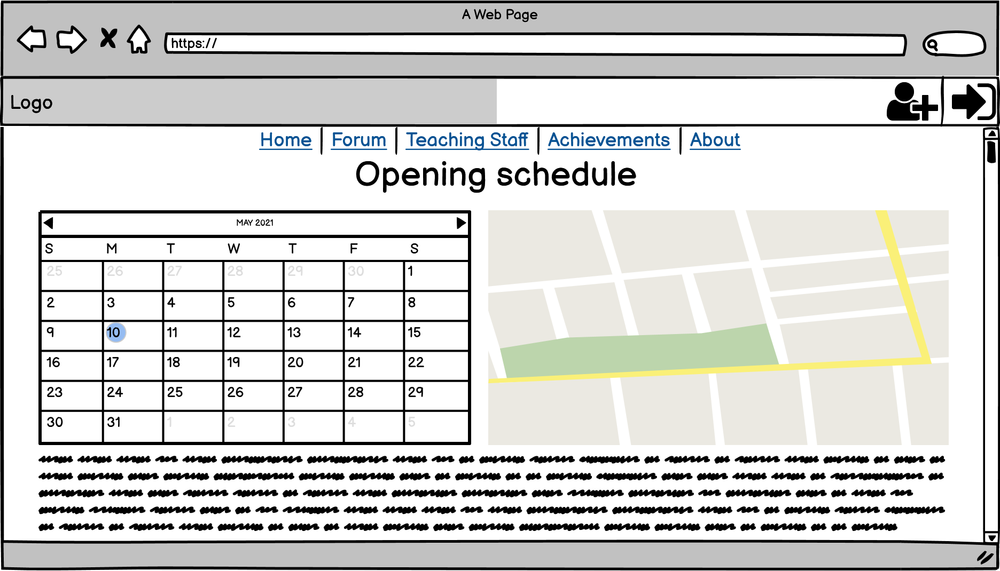 A Web Page
https://
Logo
Home Forum Teaching Staff Achievements About
Opening schedule
MAY 2021
S M T W T F S
25 26 27 28 29 30 1
2 3 4 5 6 7 8
9 10 11 12 13 14 15
16 17 18 19 20 21 22
23 24 25 26 27 28 29
30 31 1 2 3 4 5